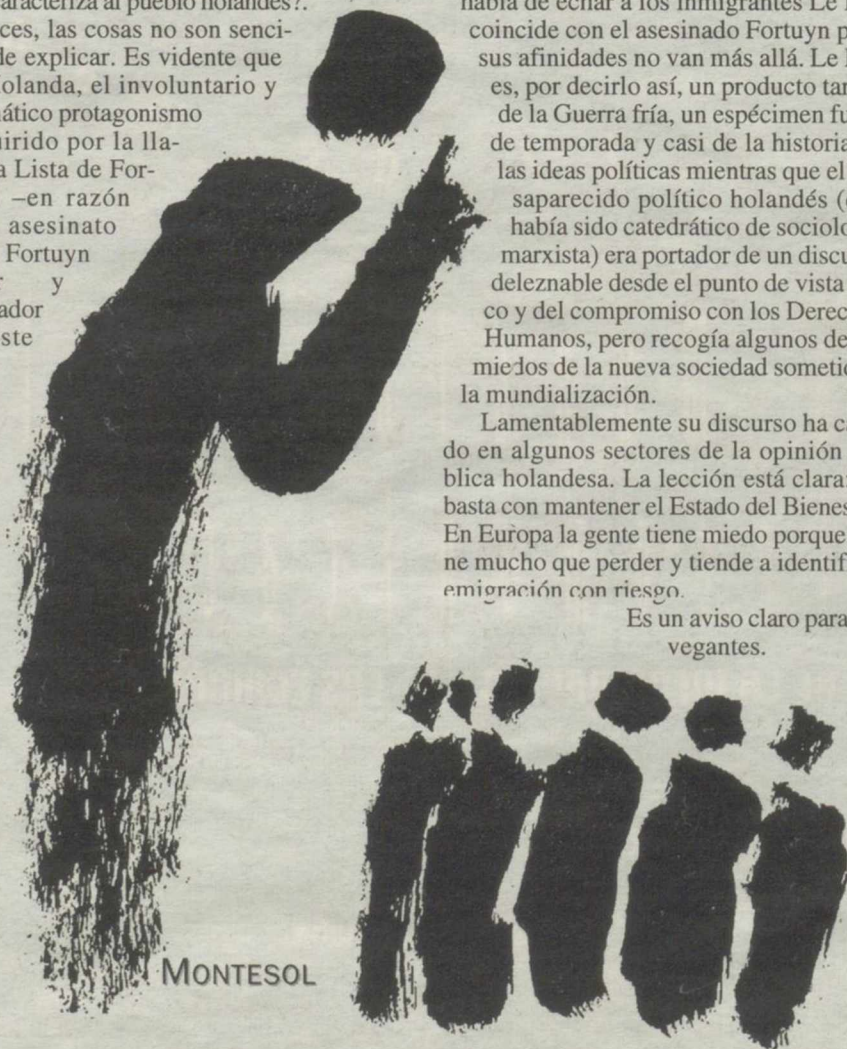 caracteriza al pueblo holandés?.
ces, las cosas no son senci-
de explicar. Es vidente que
olanda, el involuntario y
ático protagonismo
uirido por la lla-
a Lista de For-
–en razón
asesinato
Fortuyn
y
ador
ste
había de echar a los inmigrantes Le
coincide con el asesinado Fortuyn p
sus afinidades no van más allá. Le
es, por decirlo así, un producto tar
de la Guerra fría, un espécimen fu
de temporada y casi de la historia
las ideas políticas mientras que el
saparecido político holandés (
había sido catedrático de sociolo
marxista) era portador de un discu
deleznable desde el punto de vista
co y del compromiso con los Derec
Humanos, pero recogía algunos de
miedos de la nueva sociedad sometid
la mundialización.
Lamentablemente su discurso ha ca
do en algunos sectores de la opinión
blica holandesa. La lección está clara:
basta con mantener el Estado del Bienes
En Europa la gente tiene miedo porque
ne mucho que perder y tiende a identif
emigración con riesgo.
Es un aviso claro para
vegantes.
MONTESOL